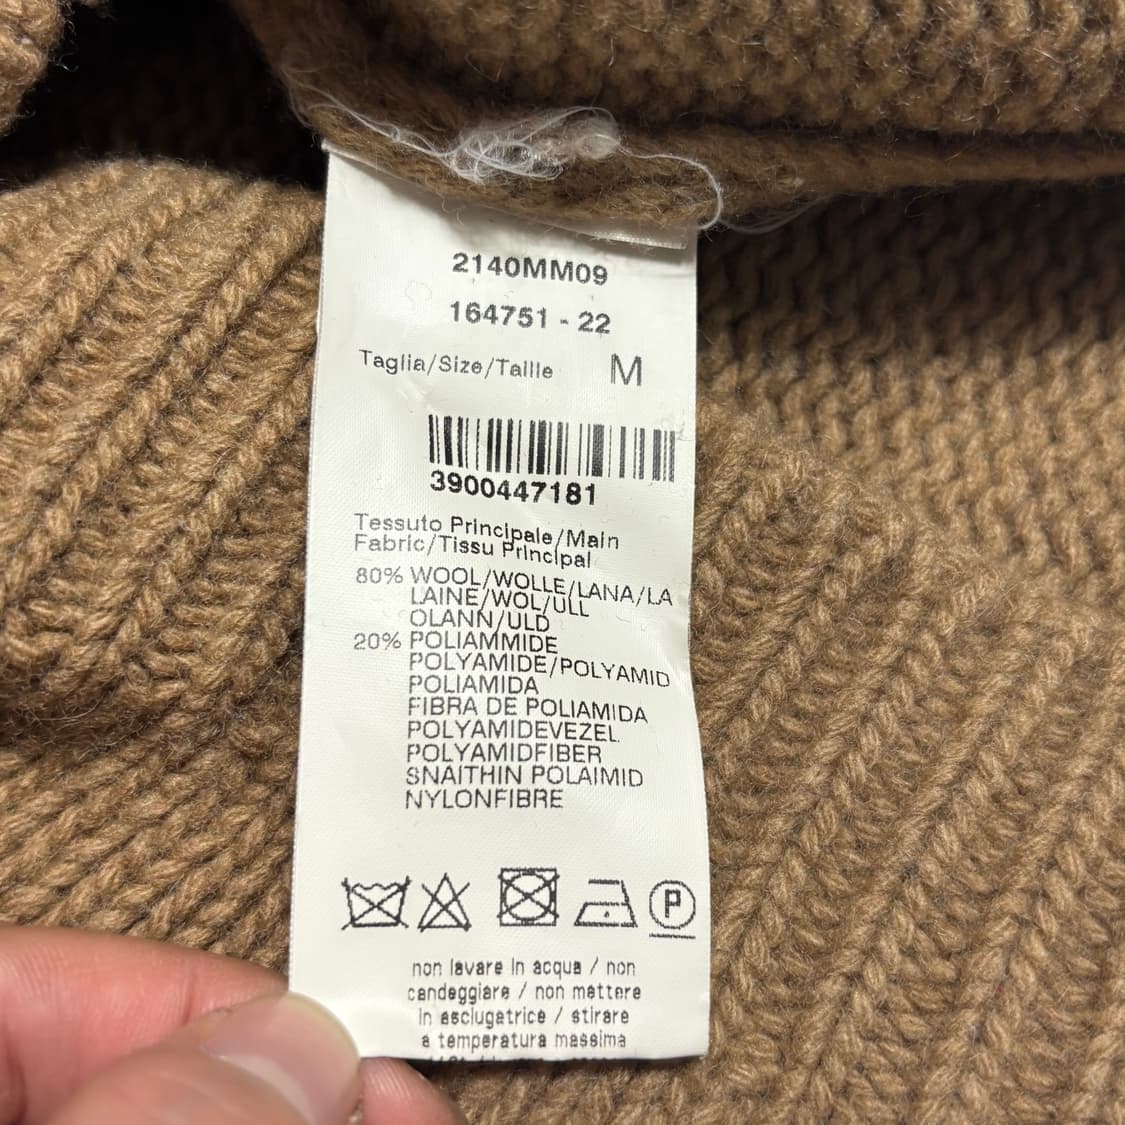 2140MM09
164751 - 22
Taglia/Size/Taille M
3900447181
Tessuto Principale/Main
Fabric/Tissu Principal
80% WOOL/WOLLE/LANA/LA
LAINE/WOL/ULL
OLANN/ULD
20% POLIAMMIDE
POLYAMIDE/POLYAMID
POLIAMIDA
FIBRA DE POLIAMIDA
POLYAMIDEVEZEL
POLYAMIDFIBER
SNAITHIN POLAIMID
NYLONFIBRE
P
non lavare in acqua / non
candeggiare / non mettere
in asciugatrice / stirare
a temperatura massima